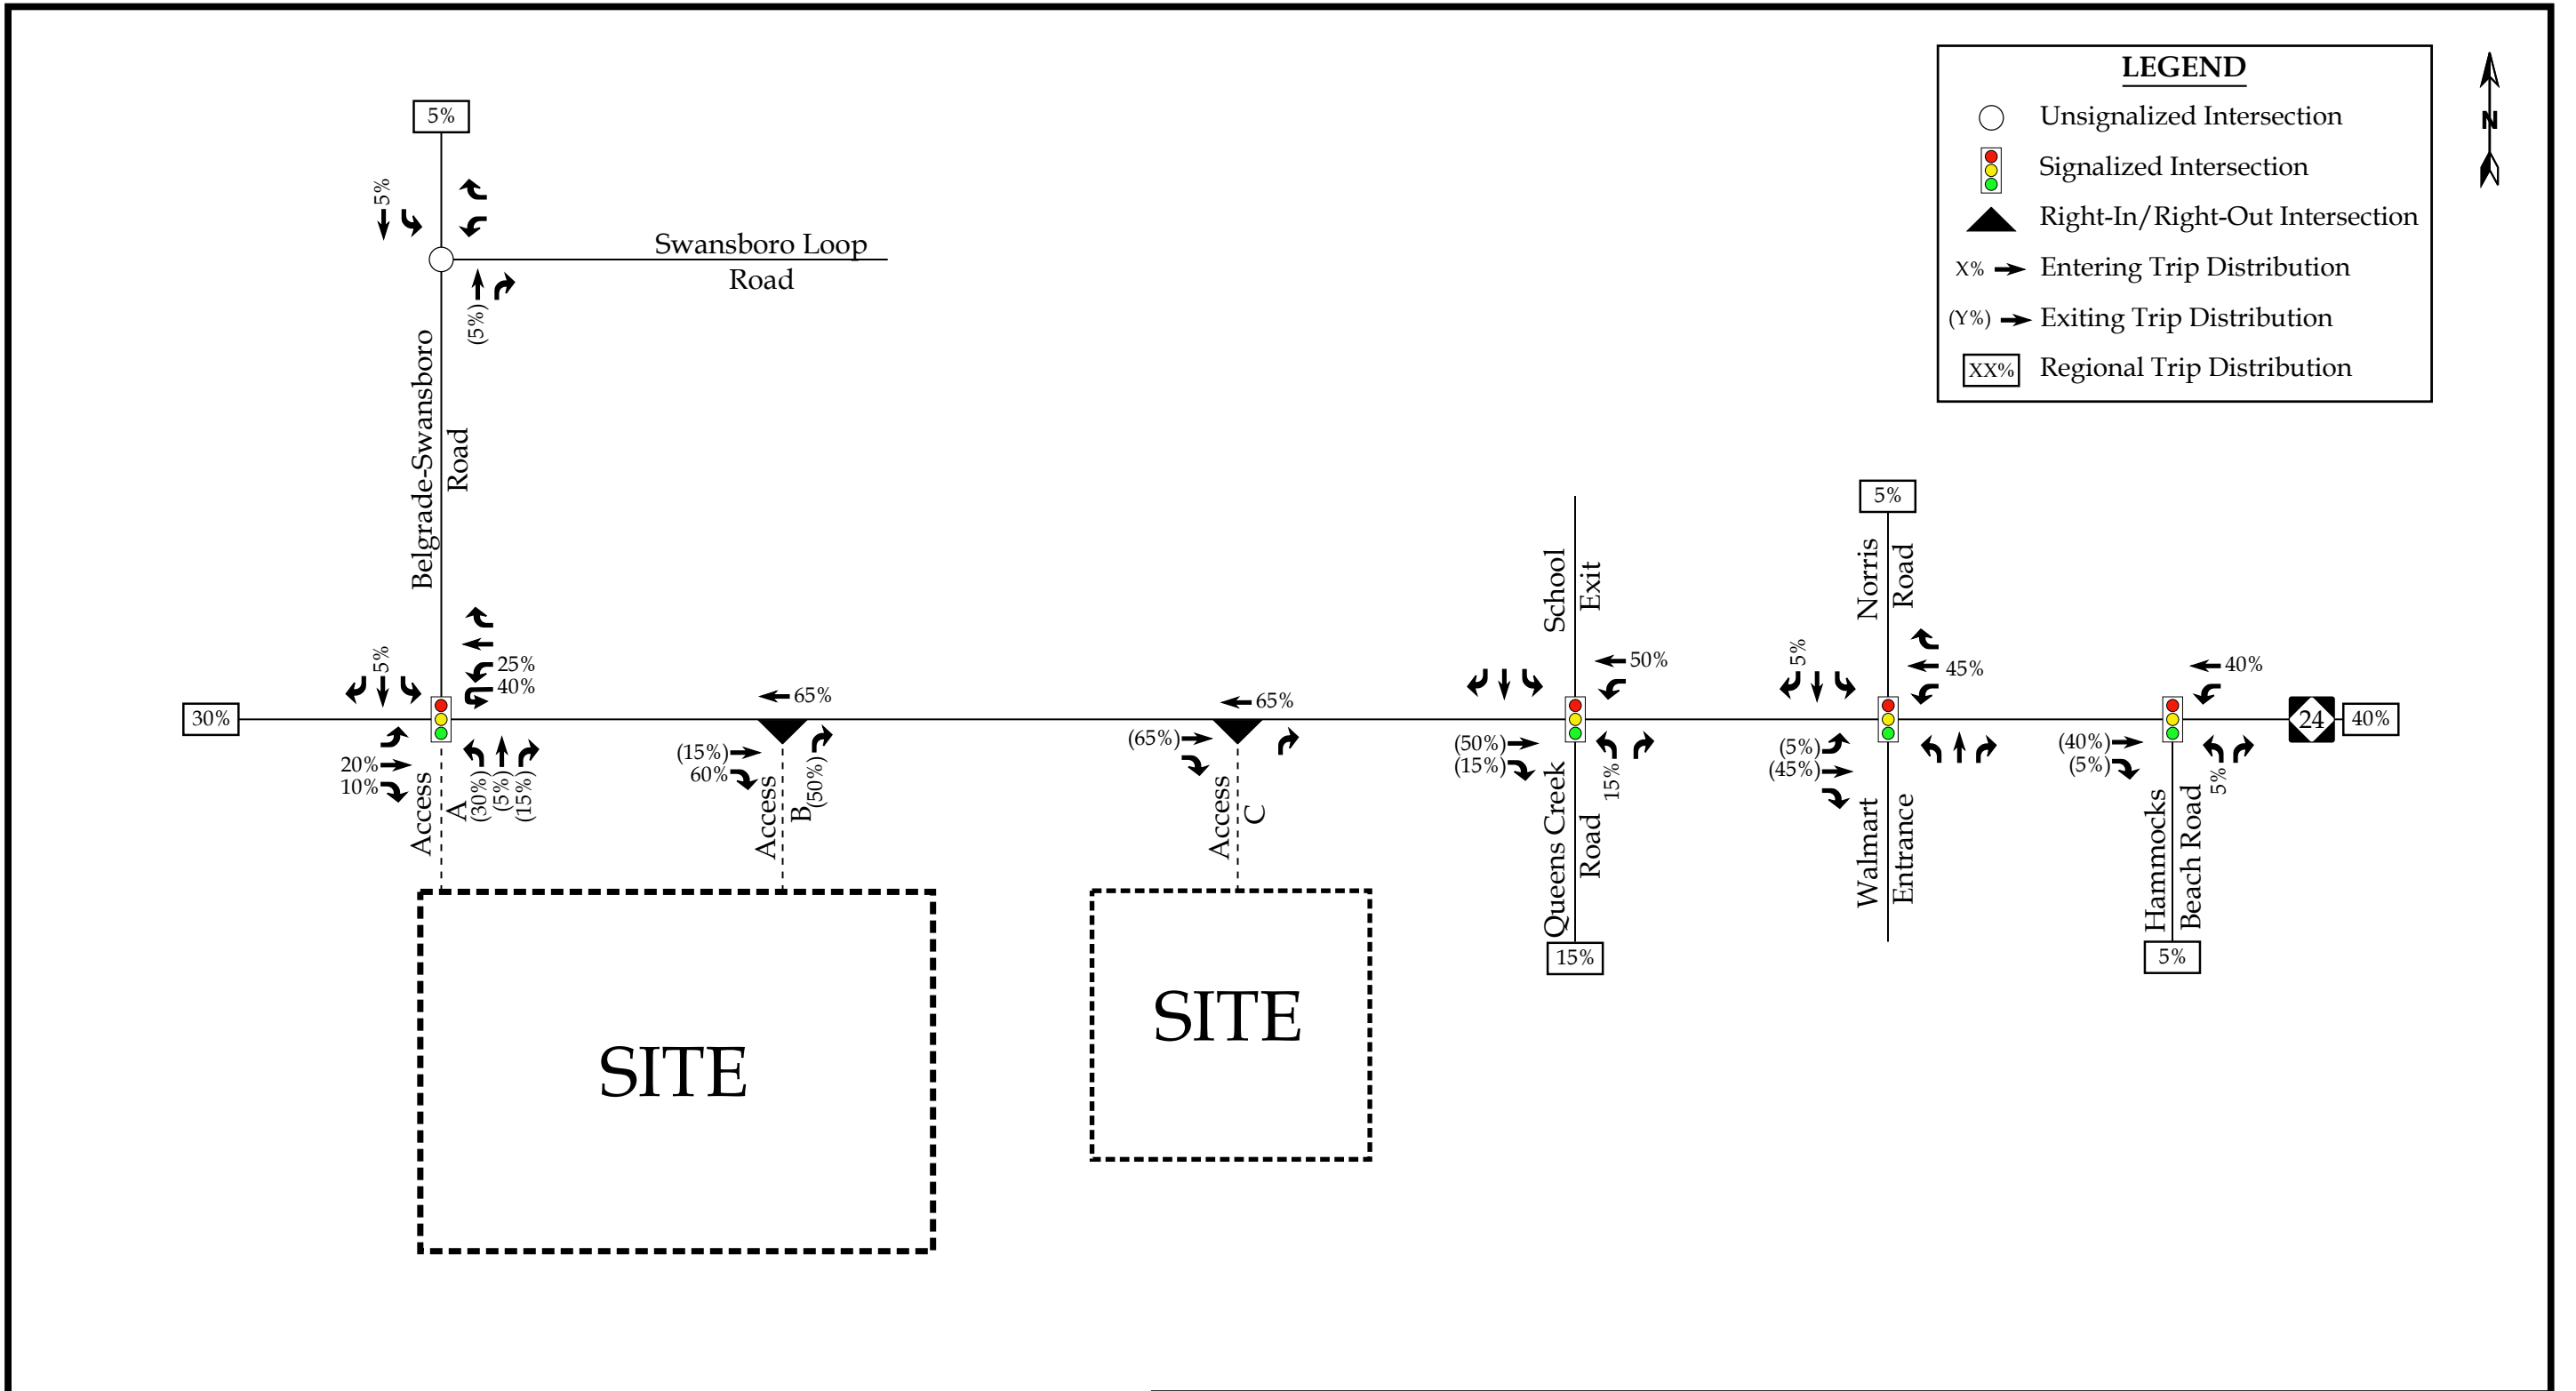 LEGEND
Unsignalized Intersection
Signalized Intersection
Right-In/Right-Out Intersection
X% Entering Trip Distribution
(Y%) Exiting Trip Distribution
XX% Regional Trip Distribution
N
5%
5%
Swansboro Loop
Road
(5%)
Belgrade-Swansboro
Road
30%
5%
25%
40%
20%
10%
Access
A
(30%)
(5%)
(15%)
65%
(15%)
60%
Access
B
(50%)
65%
(65%)
Access
C
School
Exit
50%
(50%)
(15%)
15%
Queens Creek
Road
15%
5%
Norris
Road
5%
45%
(5%)
(45%)
Walmart
Entrance
40%
(40%)
(5%)
5%
Hammocks
Beach Road
5%
24
40%
SITE
SITE